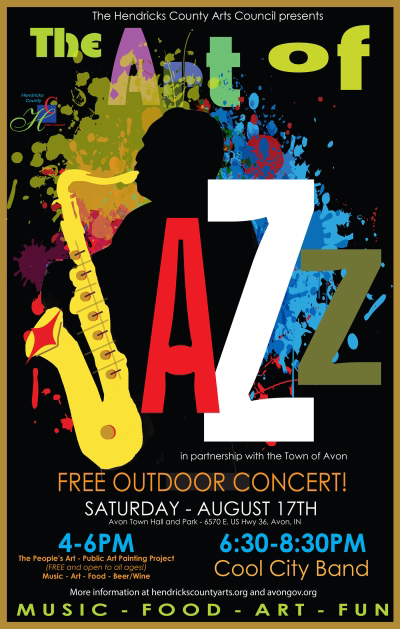 The Hendricks County Arts Council presents
The Art of
Hendricks
County
JAZZ
in partnership with the Town of Avon
FREE OUTDOOR CONCERT!
SATURDAY - AUGUST 17TH
Avon Town Hall and Park - 6570 E. US Hwy 36, Avon, IN
4-6PM
The People's Art - Public Art Painting Project
(FREE and open to all ages!)
Music - Art - Food - Beer/Wine
6:30-8:30PM
Cool City Band
More information at hendrickscountyarts.org and avongov.org
MUSIC - FOOD - ART - FUN